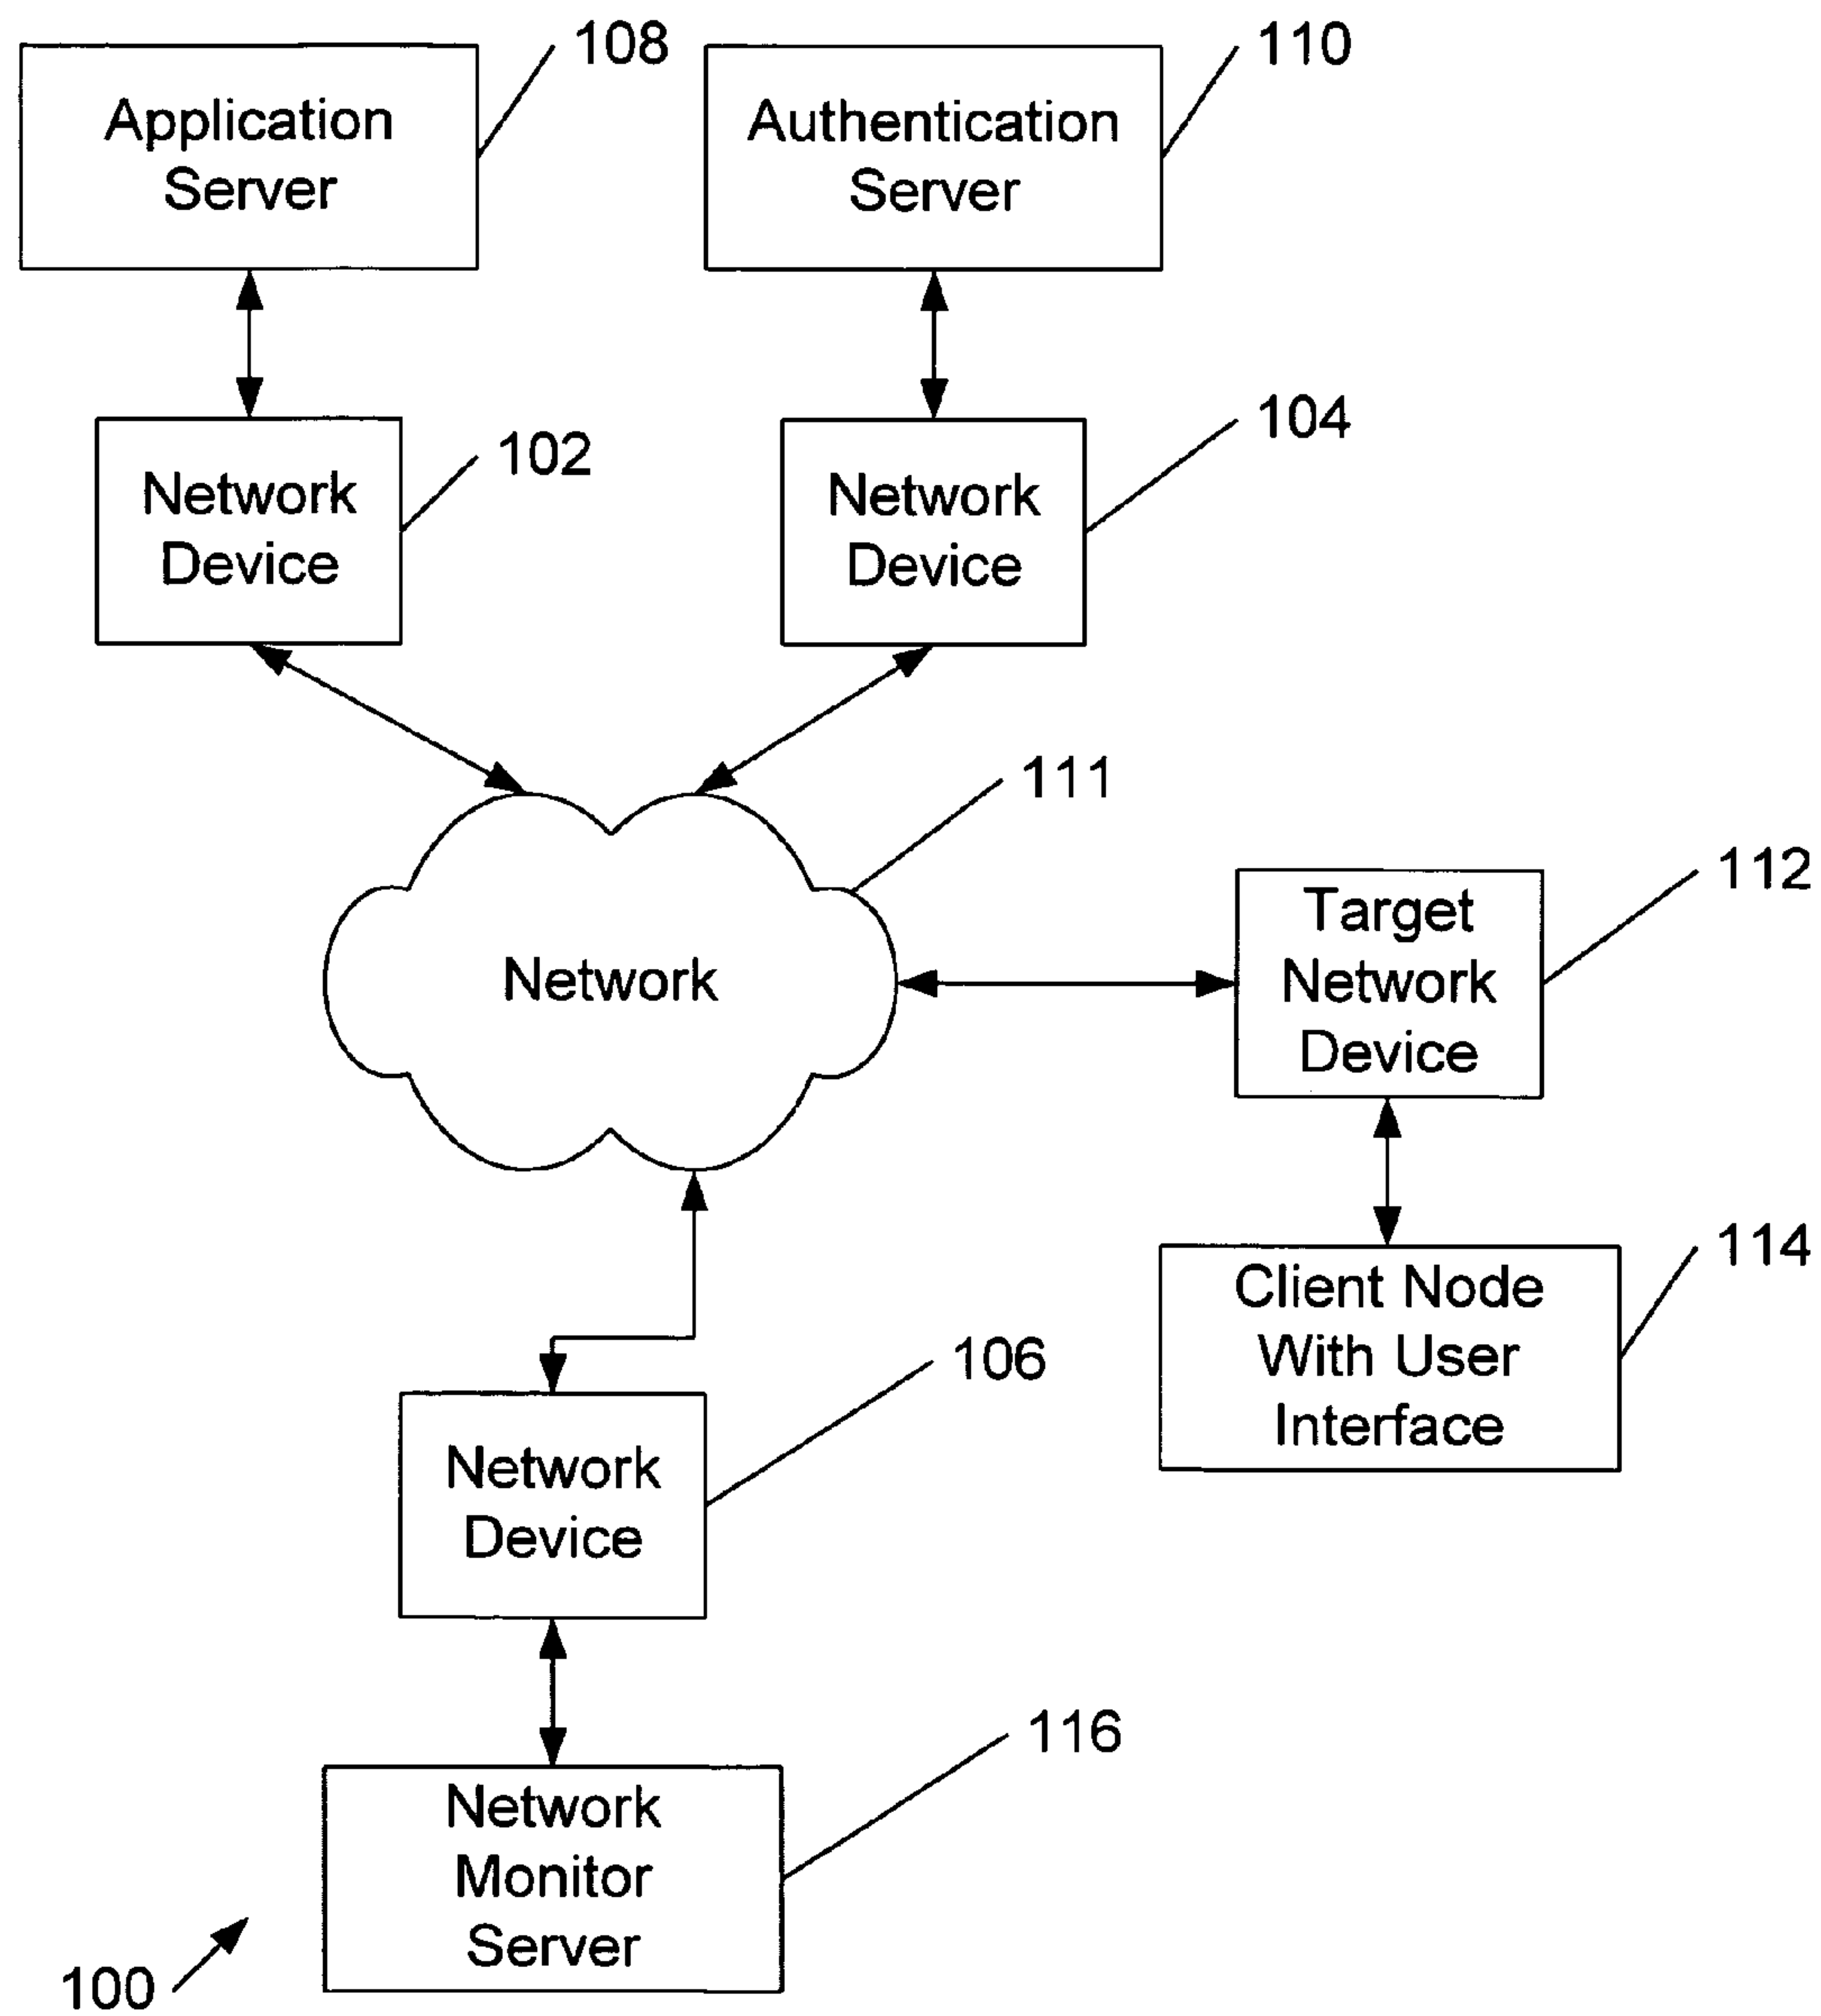 108
110
Application
Server
Authentication
Server
102
104
Network
Device
Network
Device
111
112
Network
Target
Network
Device
114
Client Node
With User
Interface
106
Network
Device
116
Network
Monitor
Server
100